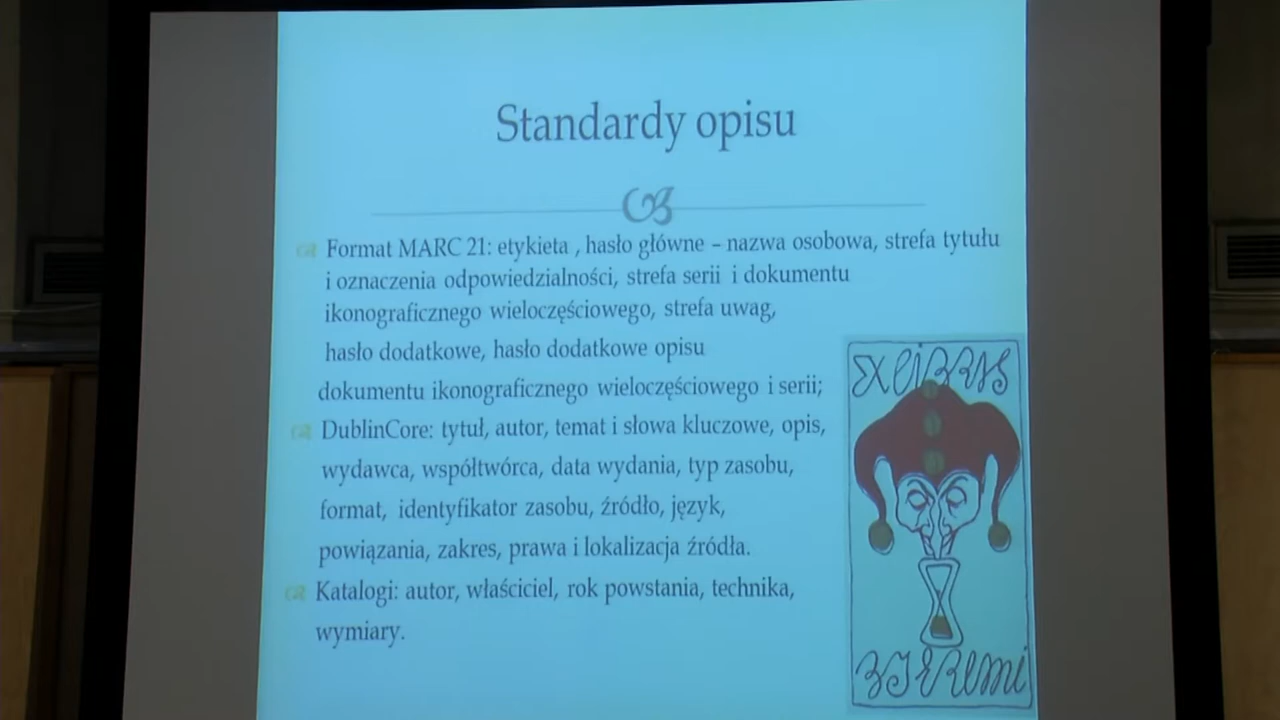 Standardy opisu
Format MARC 21: etykieta , hasło główne – nazwa osobowa, strefa tytułu
i oznaczenia odpowiedzialności, strefa serii i dokumentu
ikonograficznego wieloczęściowego, strefa uwag,
hasło dodatkowe, hasło dodatkowe opisu
dokumentu ikonograficznego wieloczęściowego i serii;
DublinCore: tytuł, autor, temat i słowa kluczowe, opis,
wydawca, współtwórca, data wydania, typ zasobu,
format, identyfikator zasobu, źródło, język,
powiązania, zakres, prawa i lokalizacja źródła.
Katalogi: autor, właściciel, rok powstania, technika,
wymiary.